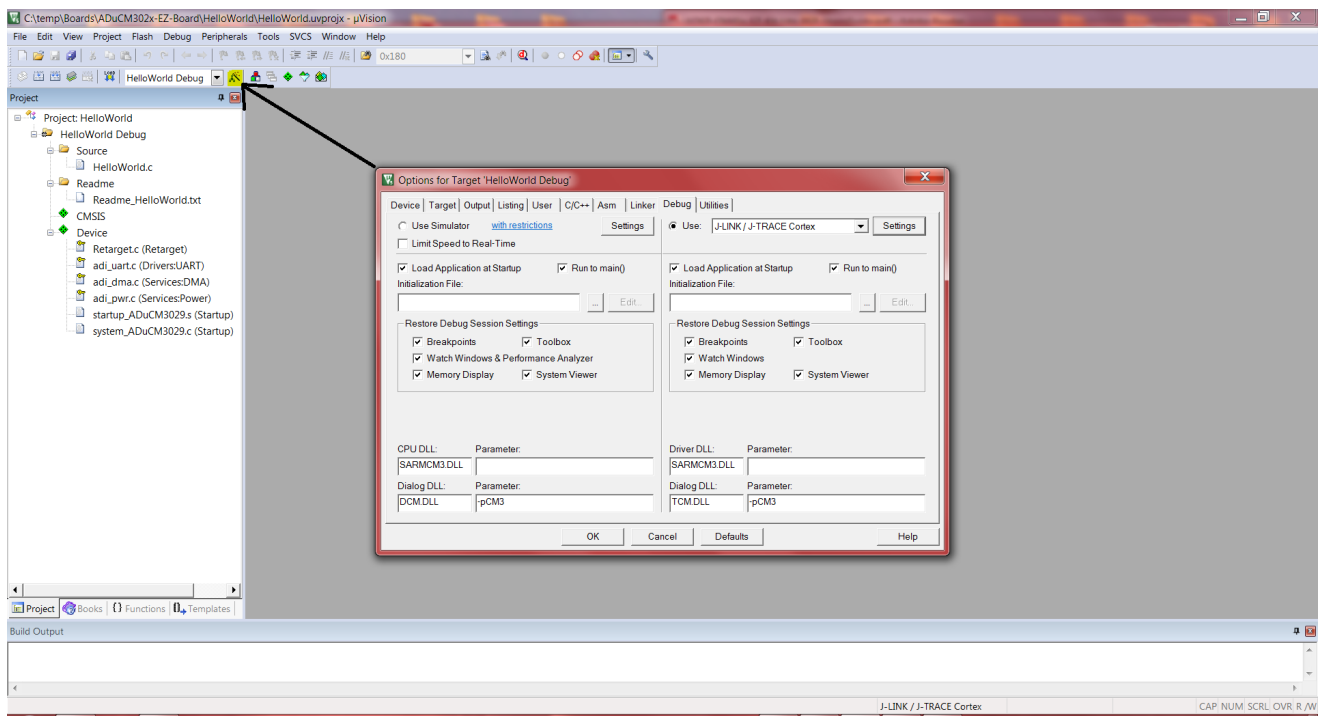 C:\temp\Boards\ADuCM302x-EZ-Board\HelloWorld\HelloWorld.uvprojx - µVision
File Edit View Project Flash Debug Peripherals Tools SVCS Window Help
0x180
HelloWorld Debug
Project
Project: HelloWorld
HelloWorld Debug
Source
HelloWorld.c
Readme
Readme_HelloWorld.txt
CMSIS
Device
Retarget.c (Retarget)
adi_uart.c (Drivers:UART)
adi_dma.c (Services:DMA)
adi_pwr.c (Services:Power)
startup_ADuCM3029.s (Startup)
system_ADuCM3029.c (Startup)
Options for Target 'HelloWorld Debug'
Device Target Output Listing User C/C++ Asm Linker Debug Utilities
Use Simulator with restrictions Settings
Limit Speed to Real-Time
Load Application at Startup Run to main()
Initialization File:
... Edit...
Restore Debug Session Settings
Breakpoints Toolbox
Watch Windows & Performance Analyzer
Memory Display System Viewer
CPU DLL: Parameter:
SARMCM3.DLL
Dialog DLL: Parameter:
DCM.DLL -pCM3
Use: J-LINK / J-TRACE Cortex Settings
Load Application at Startup Run to main()
Initialization File:
... Edit...
Restore Debug Session Settings
Breakpoints Toolbox
Watch Windows
Memory Display System Viewer
Driver DLL: Parameter:
SARMCM3.DLL
Dialog DLL: Parameter:
TCM.DLL -pCM3
OK Cancel Defaults Help
Project Books {} Functions Templates
Build Output
J-LINK / J-TRACE Cortex CAP NUM SCRL OVR R /W